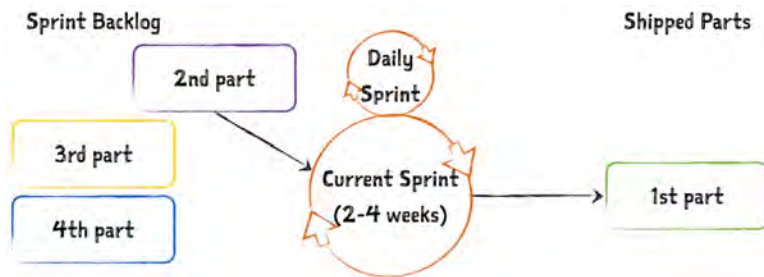 Sprint Backlog
Shipped Parts
2nd part
Daily
Sprint
3rd part
Current Sprint
(2-4 weeks)
1st part
4th part